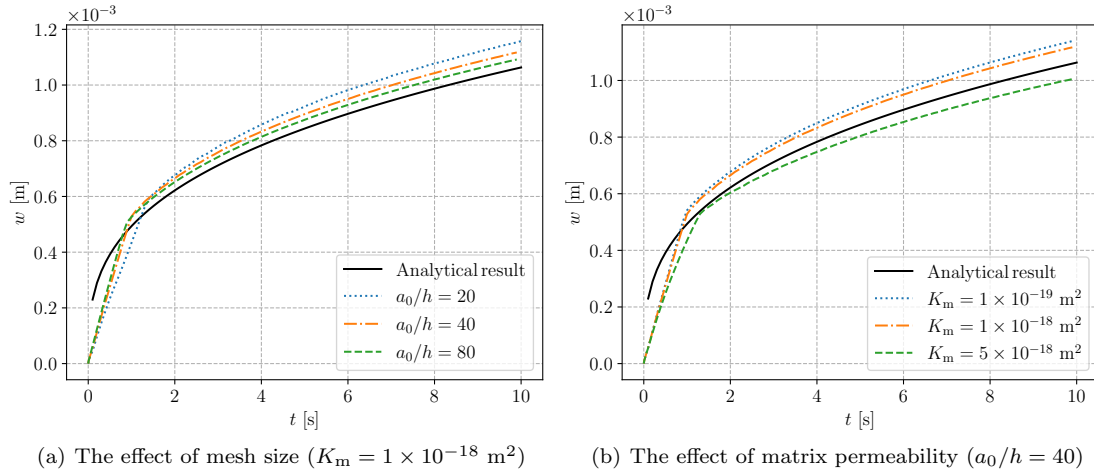 ×10⁻³
1.2
1.0
0.8
0.6
0.4
0.2
0.0
w [m]
Analytical result
a₀/h = 20
a₀/h = 40
a₀/h = 80
0 2 4 6 8 10
t [s]
(a) The effect of mesh size (Kₘ = 1 × 10⁻¹⁸ m²)
×10⁻³
1.0
0.8
0.6
0.4
0.2
0.0
w [m]
Analytical result
Kₘ = 1 × 10⁻¹⁹ m²
Kₘ = 1 × 10⁻¹⁸ m²
Kₘ = 5 × 10⁻¹⁸ m²
0 2 4 6 8 10
t [s]
(b) The effect of matrix permeability (a₀/h = 40)